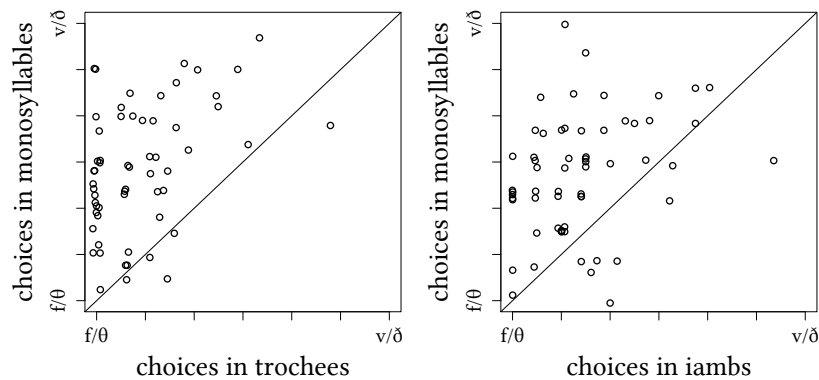 choices in monosyllables
v/ð
f/θ
f/θ
v/ð
choices in trochees
choices in monosyllables
v/ð
f/θ
f/θ
v/ð
choices in iambs